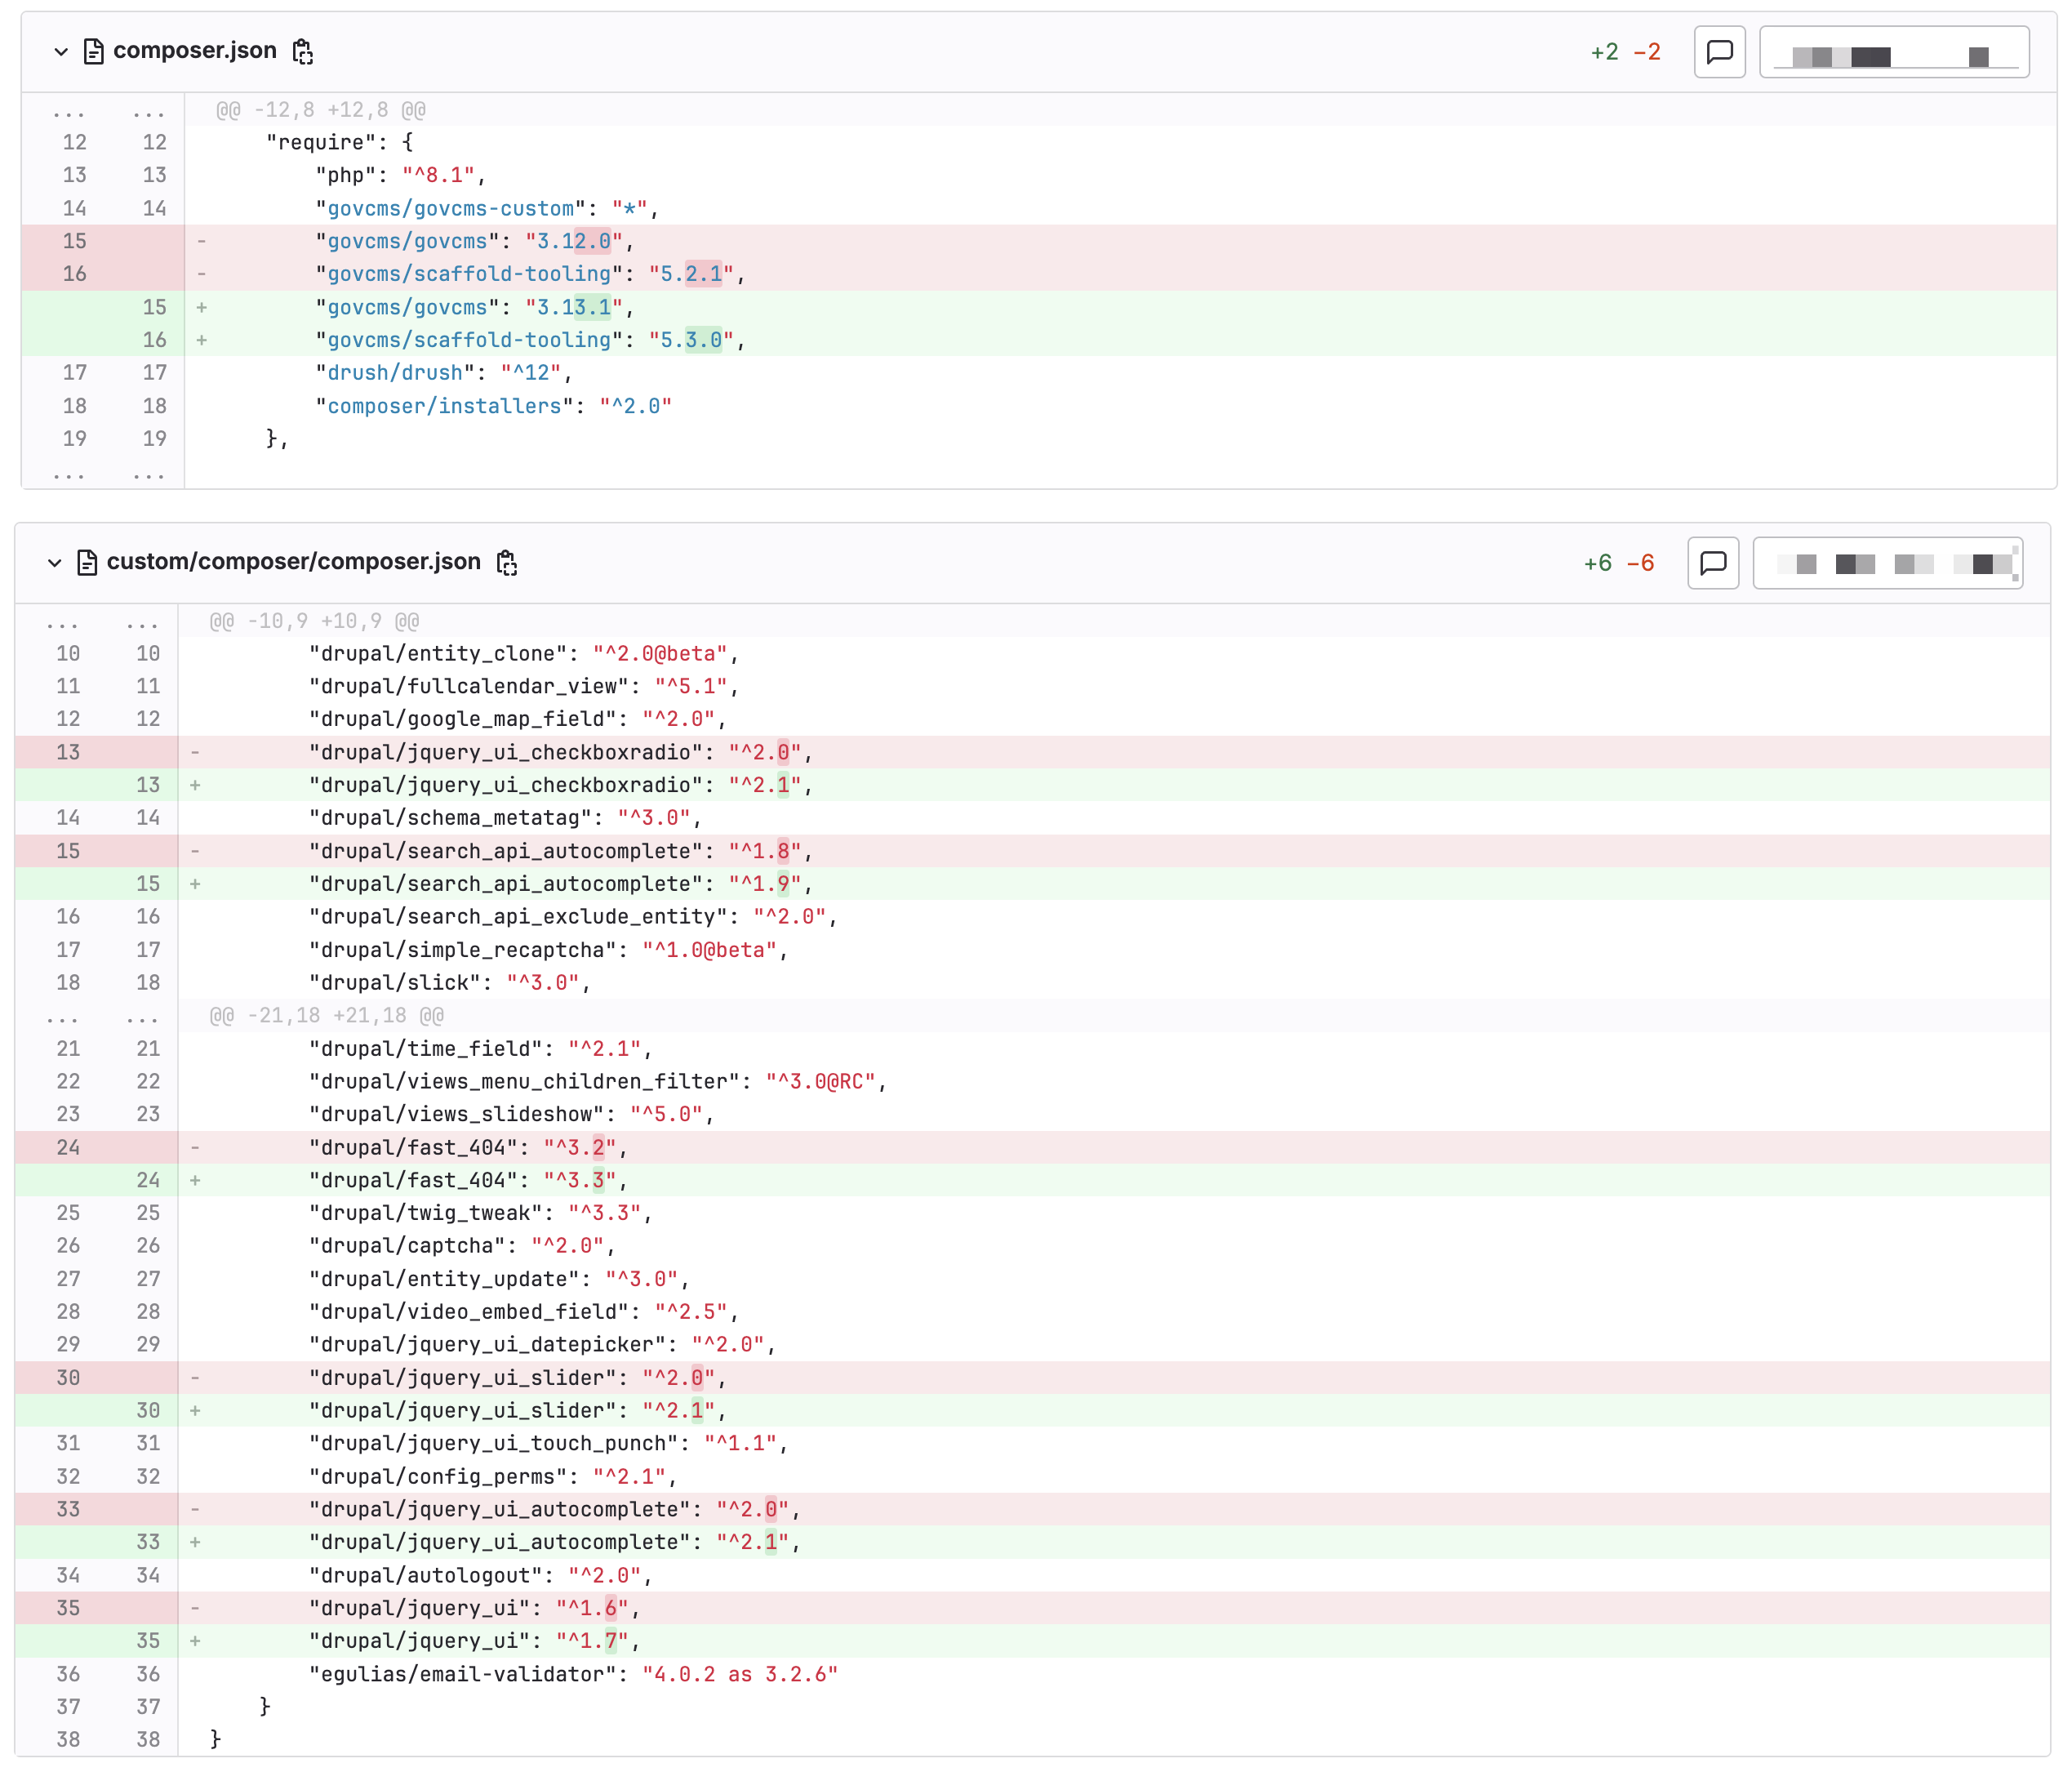 composer.json +2 −2
... ... @@ -12,8 +12,8 @@
12 12 "require": {
13 13 "php": "^8.1",
14 14 "govcms/govcms-custom": "*",
15 - "govcms/govcms": "3.12.0",
16 - "govcms/scaffold-tooling": "5.2.1",
15 + "govcms/govcms": "3.13.1",
16 + "govcms/scaffold-tooling": "5.3.0",
17 17 "drush/drush": "^12",
18 18 "composer/installers": "^2.0"
19 19 },
... ...
custom/composer/composer.json +6 −6
... ... @@ -10,9 +10,9 @@
10 10 "drupal/entity_clone": "^2.0@beta",
11 11 "drupal/fullcalendar_view": "^5.1",
12 12 "drupal/google_map_field": "^2.0",
13 - "drupal/jquery_ui_checkboxradio": "^2.0",
13 + "drupal/jquery_ui_checkboxradio": "^2.1",
14 14 "drupal/schema_metatag": "^3.0",
15 - "drupal/search_api_autocomplete": "^1.8",
15 + "drupal/search_api_autocomplete": "^1.9",
16 16 "drupal/search_api_exclude_entity": "^2.0",
17 17 "drupal/simple_recaptcha": "^1.0@beta",
18 18 "drupal/slick": "^3.0",
... ... @@ -21,18 +21,18 @@
21 21 "drupal/time_field": "^2.1",
22 22 "drupal/views_menu_children_filter": "^3.0@RC",
23 23 "drupal/views_slideshow": "^5.0",
24 - "drupal/fast_404": "^3.2",
24 + "drupal/fast_404": "^3.3",
25 25 "drupal/twig_tweak": "^3.3",
26 26 "drupal/captcha": "^2.0",
27 27 "drupal/entity_update": "^3.0",
28 28 "drupal/video_embed_field": "^2.5",
29 29 "drupal/jquery_ui_datepicker": "^2.0",
30 - "drupal/jquery_ui_slider": "^2.0",
30 + "drupal/jquery_ui_slider": "^2.1",
31 31 "drupal/jquery_ui_touch_punch": "^1.1",
32 32 "drupal/config_perms": "^2.1",
33 - "drupal/jquery_ui_autocomplete": "^2.0",
33 + "drupal/jquery_ui_autocomplete": "^2.1",
34 34 "drupal/autologout": "^2.0",
35 - "drupal/jquery_ui": "^1.6",
35 + "drupal/jquery_ui": "^1.7",
36 36 "egulias/email-validator": "4.0.2 as 3.2.6"
37 37 }
38 38 }